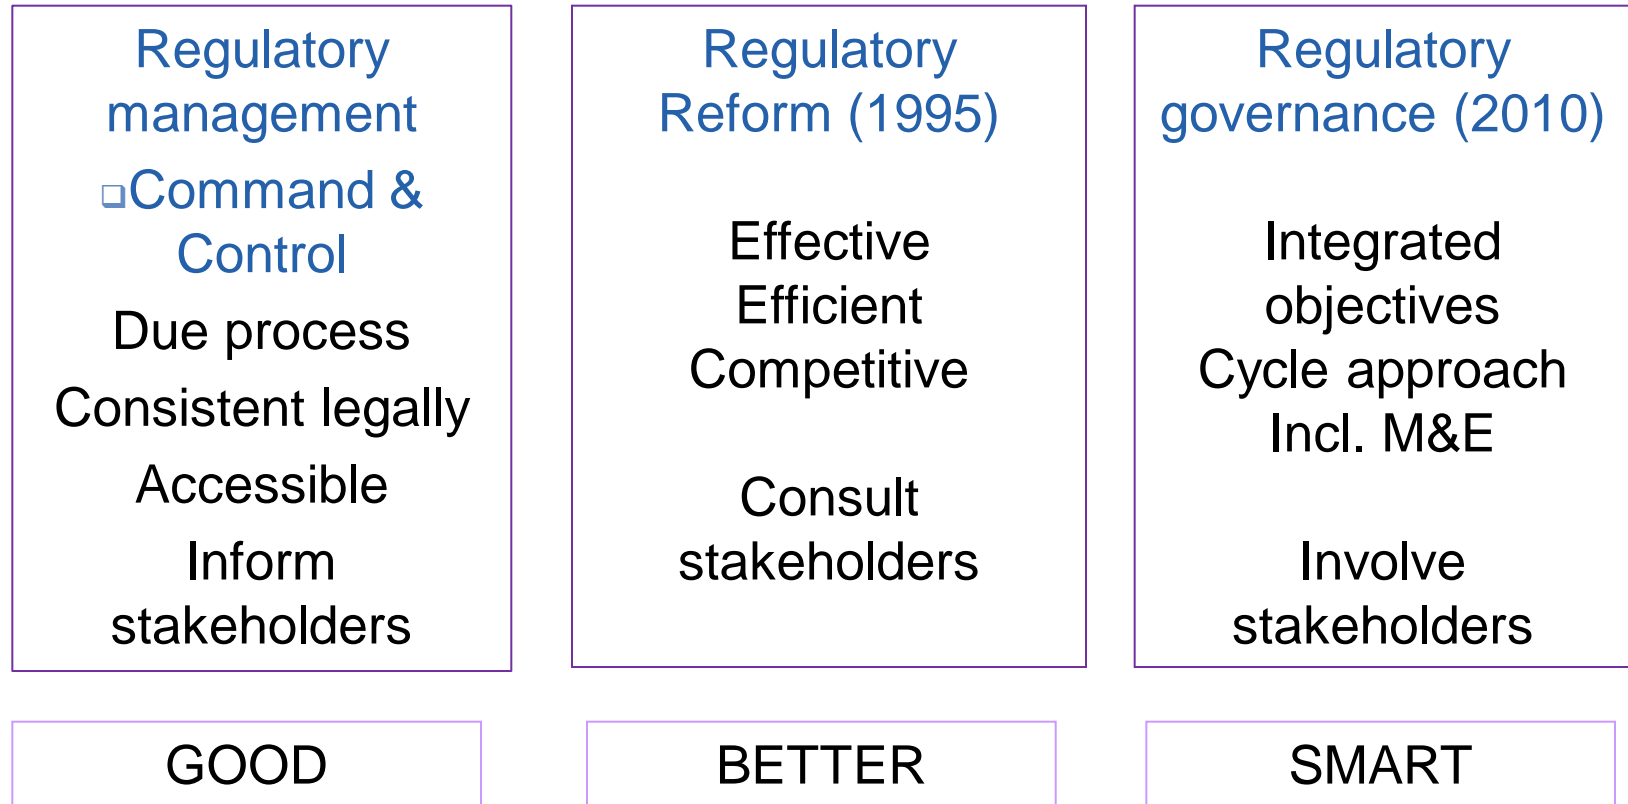 Regulatory
management
❑Command &
Control
Due process
Consistent legally
Accessible
Inform
stakeholders
Regulatory
Reform (1995)
Effective
Efficient
Competitive
Consult
stakeholders
Regulatory
governance (2010)
Integrated
objectives
Cycle approach
Incl. M&E
Involve
stakeholders
GOOD
BETTER
SMART